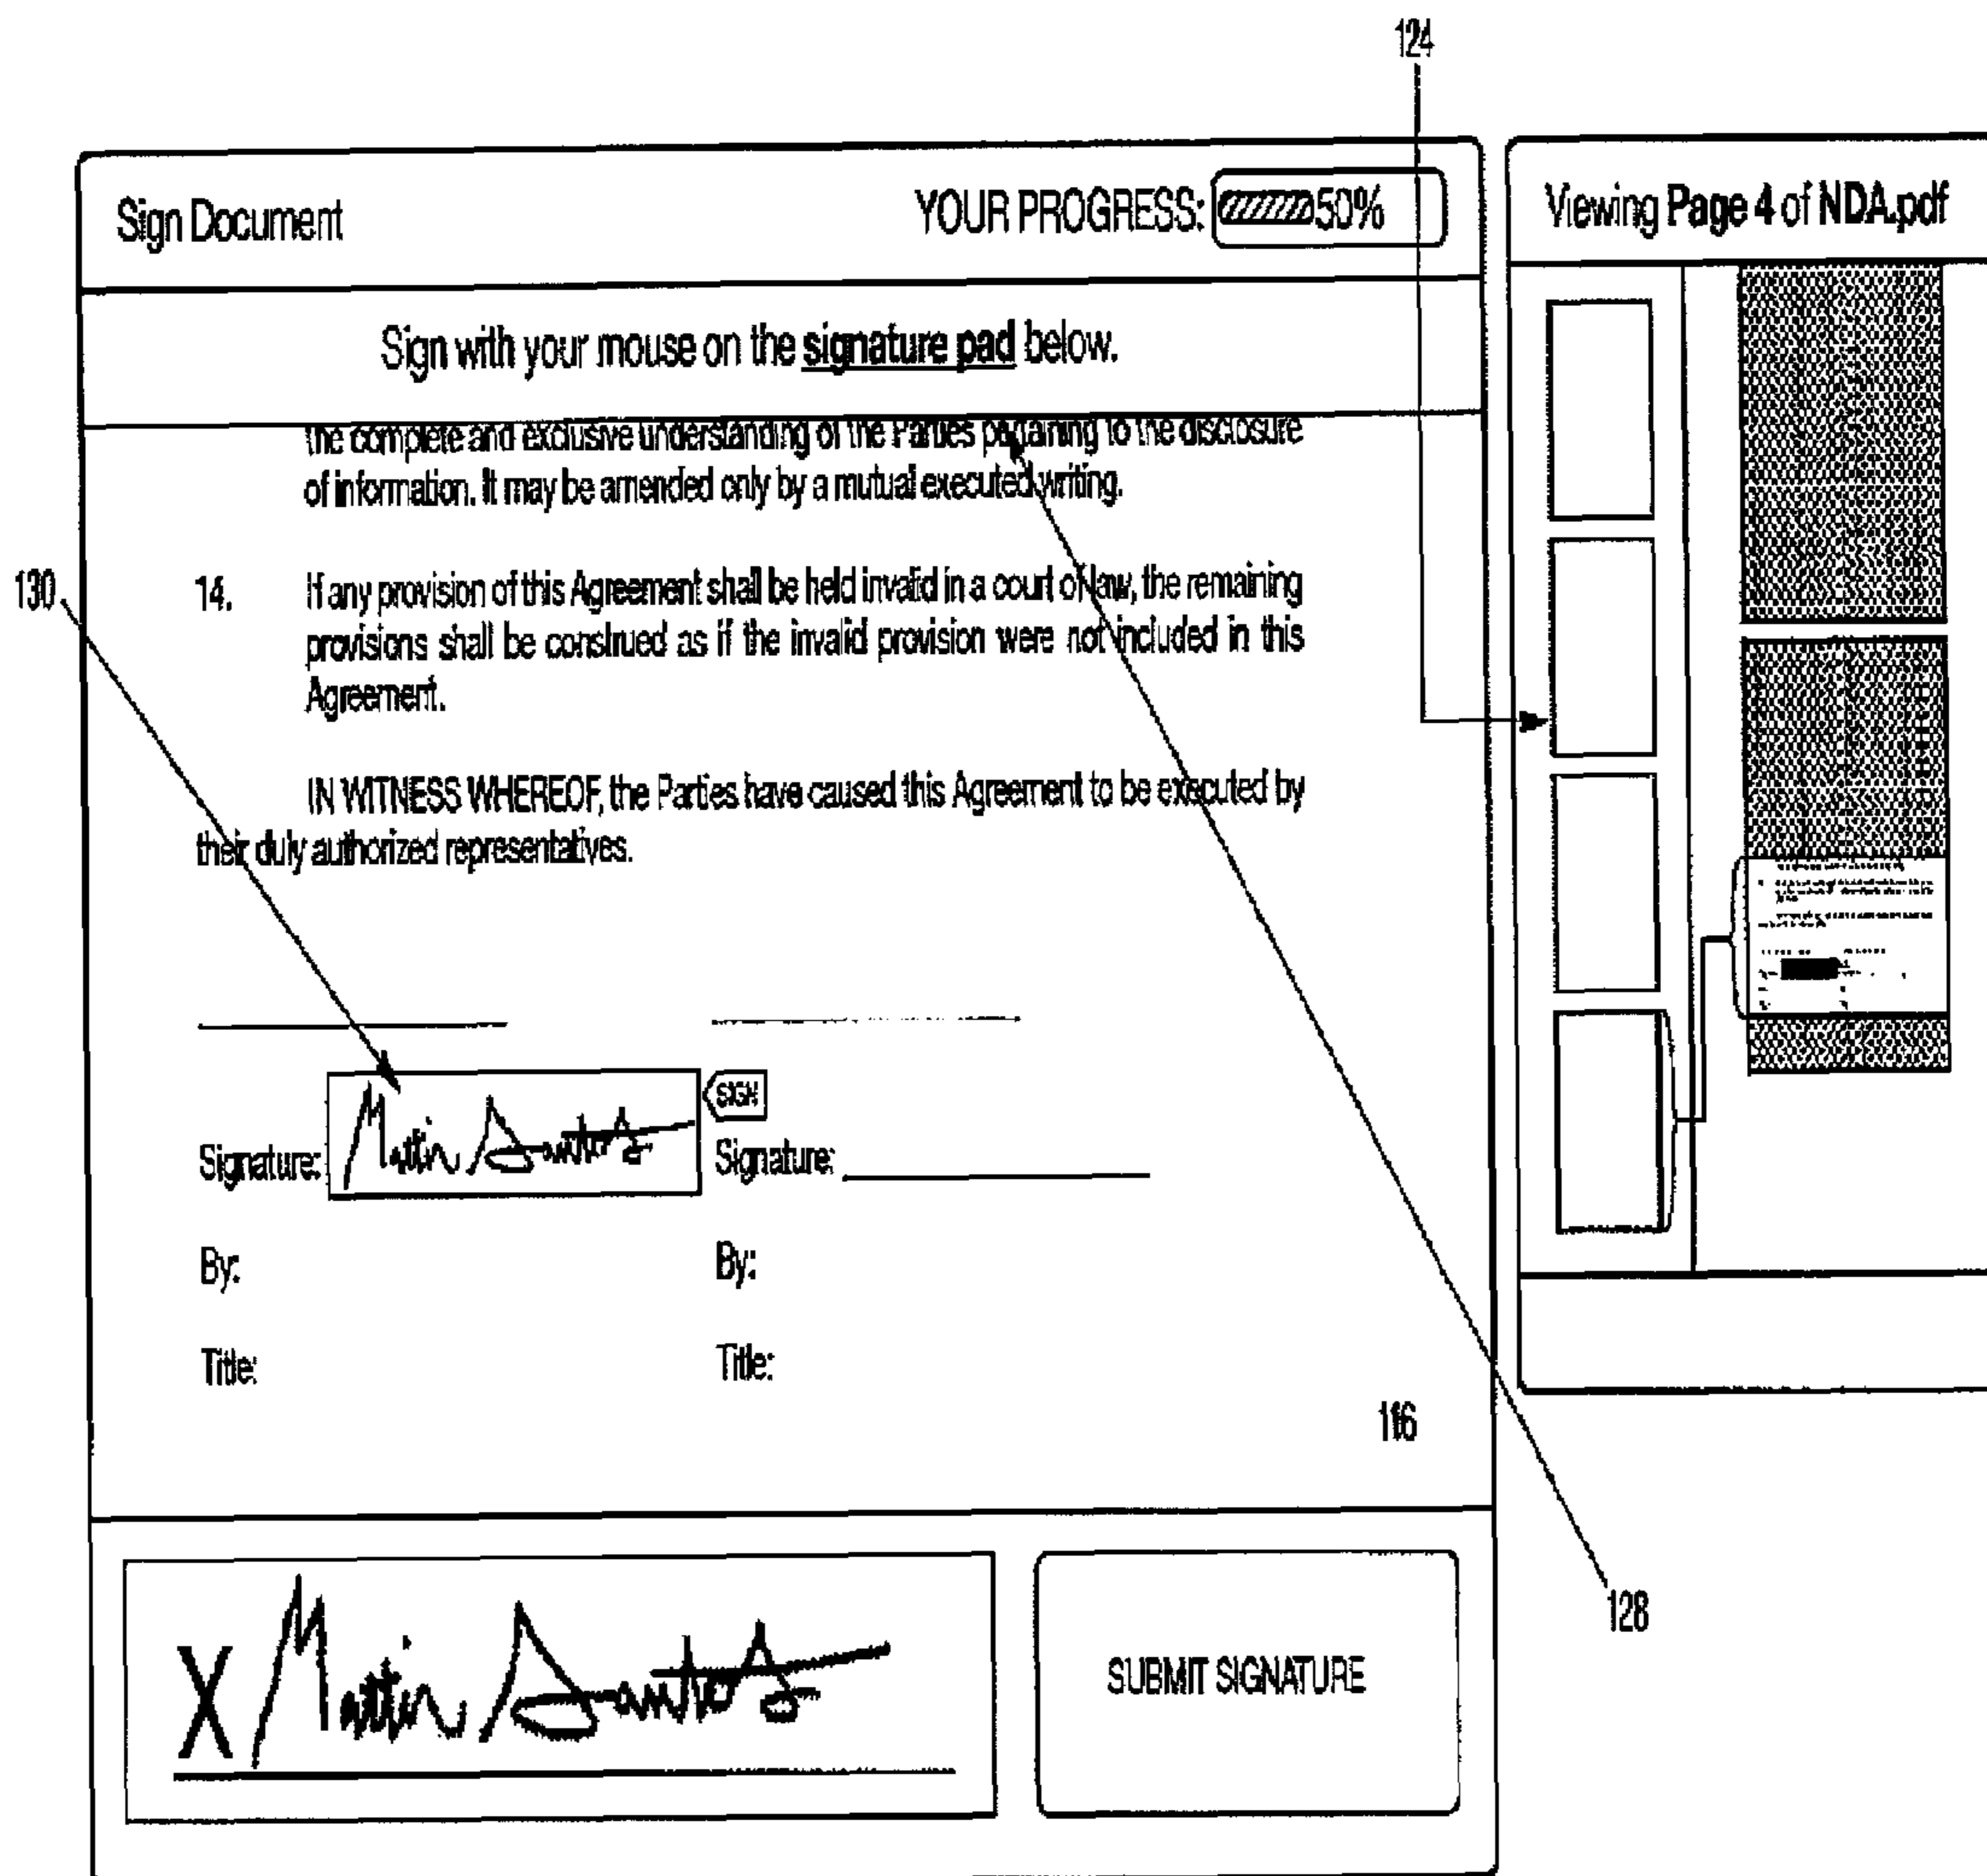 124
Sign Document
YOUR PROGRESS: 50%
Viewing Page 4 of NDA.pdf
Sign with your mouse on the signature pad below.
the complete and exclusive understanding of the Parties pertaining to the disclosure
of information. It may be amended only by a mutual executed writing.
130
14. If any provision of this Agreement shall be held invalid in a court of law, the remaining
provisions shall be construed as if the invalid provision were not included in this
Agreement.
IN WITNESS WHEREOF, the Parties have caused this Agreement to be executed by
their duly authorized representatives.
SIGN
Signature: Martin Santos
Signature:
By:
By:
Title:
Title:
116
128
X Martin Santos
SUBMIT SIGNATURE